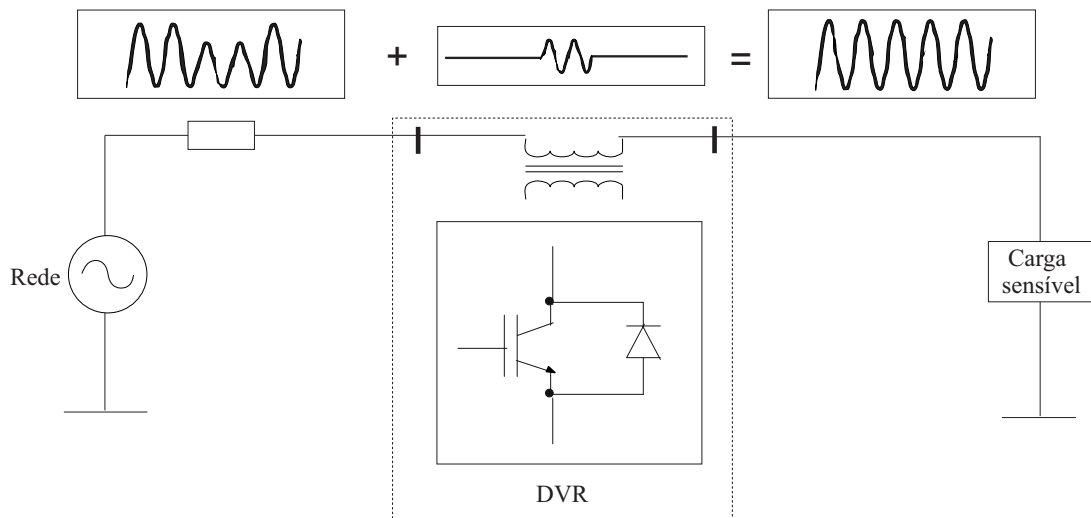 +
=
Rede
Carga
sensível
DVR